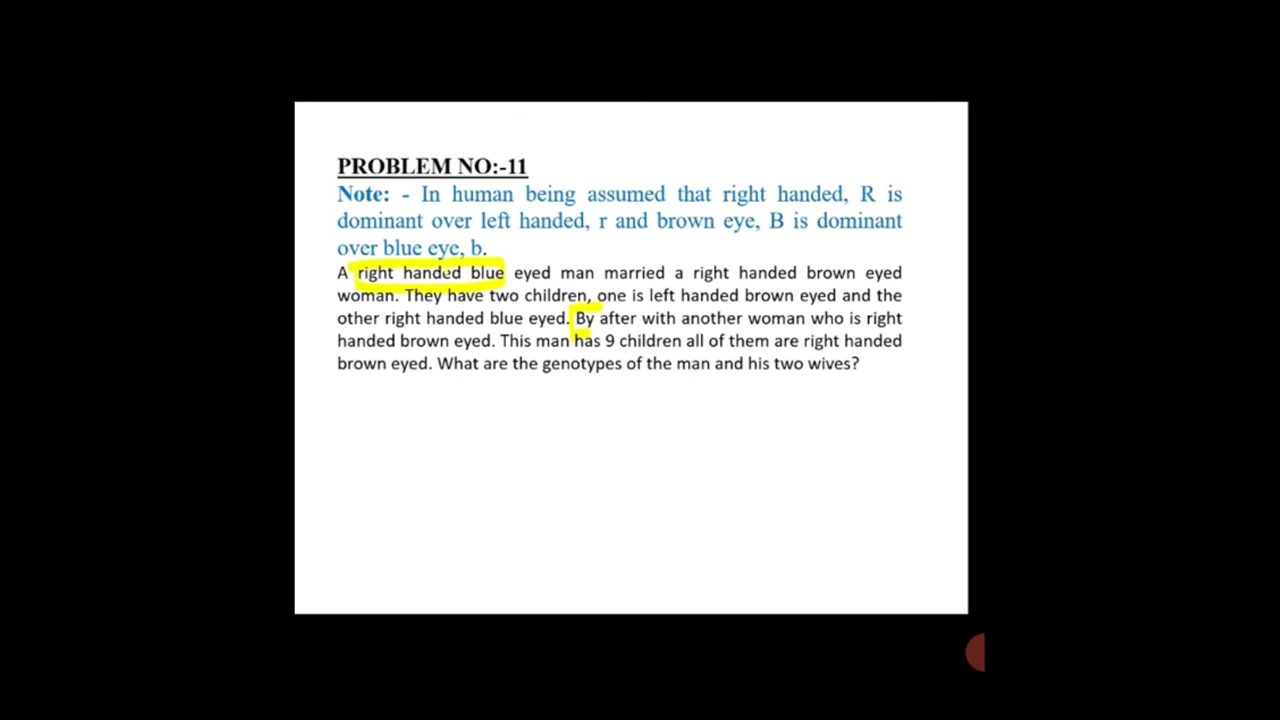 PROBLEM NO:-11
Note: - In human being assumed that right handed, R is
dominant over left handed, r and brown eye, B is dominant
over blue eye, b.
A right handed blue eyed man married a right handed brown eyed
woman. They have two children, one is left handed brown eyed and the
other right handed blue eyed. By after with another woman who is right
handed brown eyed. This man has 9 children all of them are right handed
brown eyed. What are the genotypes of the man and his two wives?